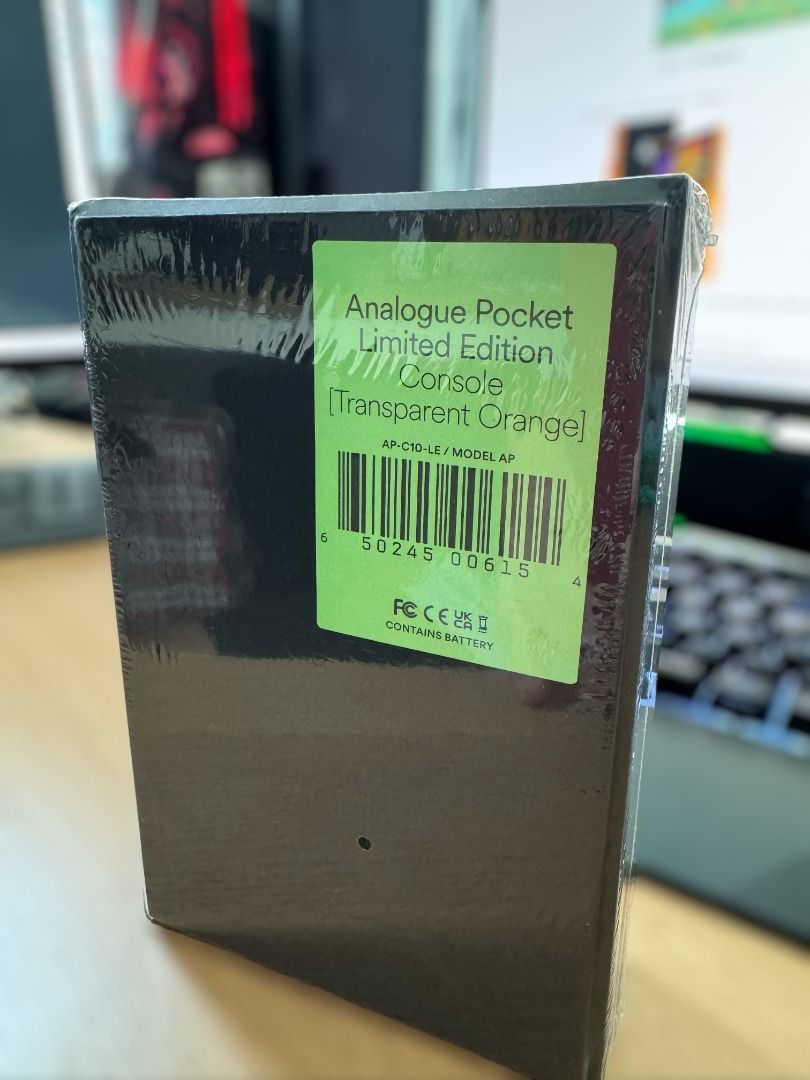 Analogue Pocket
Limited Edition
Console
[Transparent Orange]
AP-C10-LE / MODEL AP
6 50245 00615 4
FC CE UK CA
CONTAINS BATTERY